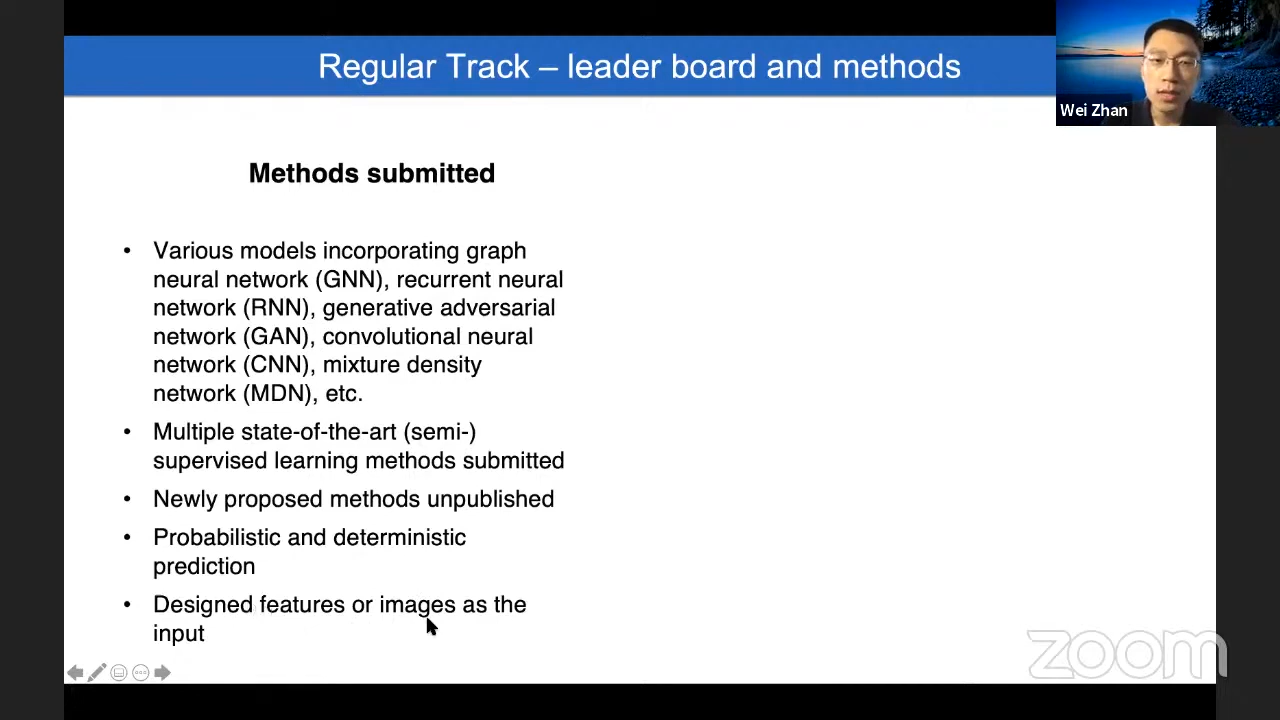 Regular Track – leader board and methods
Wei Zhan
Methods submitted
• Various models incorporating graph
neural network (GNN), recurrent neural
network (RNN), generative adversarial
network (GAN), convolutional neural
network (CNN), mixture density
network (MDN), etc.
• Multiple state-of-the-art (semi-)
supervised learning methods submitted
• Newly proposed methods unpublished
• Probabilistic and deterministic
prediction
• Designed features or images as the
input
zoom